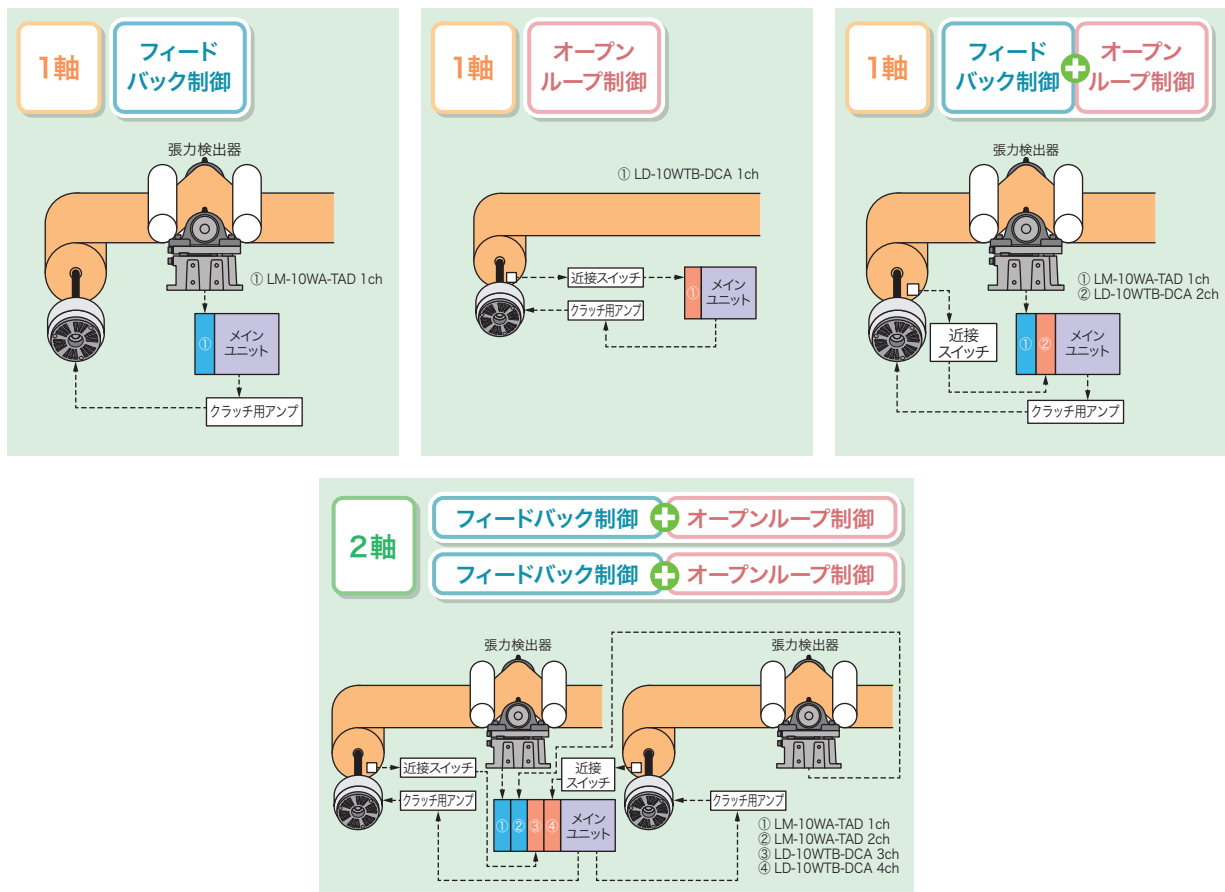 1軸
フィード
バック制御
張力検出器
① LM-10WA-TAD 1ch
①
メイン
ユニット
クラッチ用アンプ
1軸
オープン
ループ制御
① LD-10WTB-DCA 1ch
近接スイッチ
クラッチ用アンプ
①
メイン
ユニット
1軸
フィード
バック制御
オープン
ループ制御
張力検出器
① LM-10WA-TAD 1ch
② LD-10WTB-DCA 2ch
近接
スイッチ
① ②
メイン
ユニット
クラッチ用アンプ
2軸
フィードバック制御 オープンループ制御
フィードバック制御 オープンループ制御
張力検出器
張力検出器
近接スイッチ
近接
スイッチ
クラッチ用アンプ
① ② ③ ④
メイン
ユニット
クラッチ用アンプ
① LM-10WA-TAD 1ch
② LM-10WA-TAD 2ch
③ LD-10WTB-DCA 3ch
④ LD-10WTB-DCA 4ch